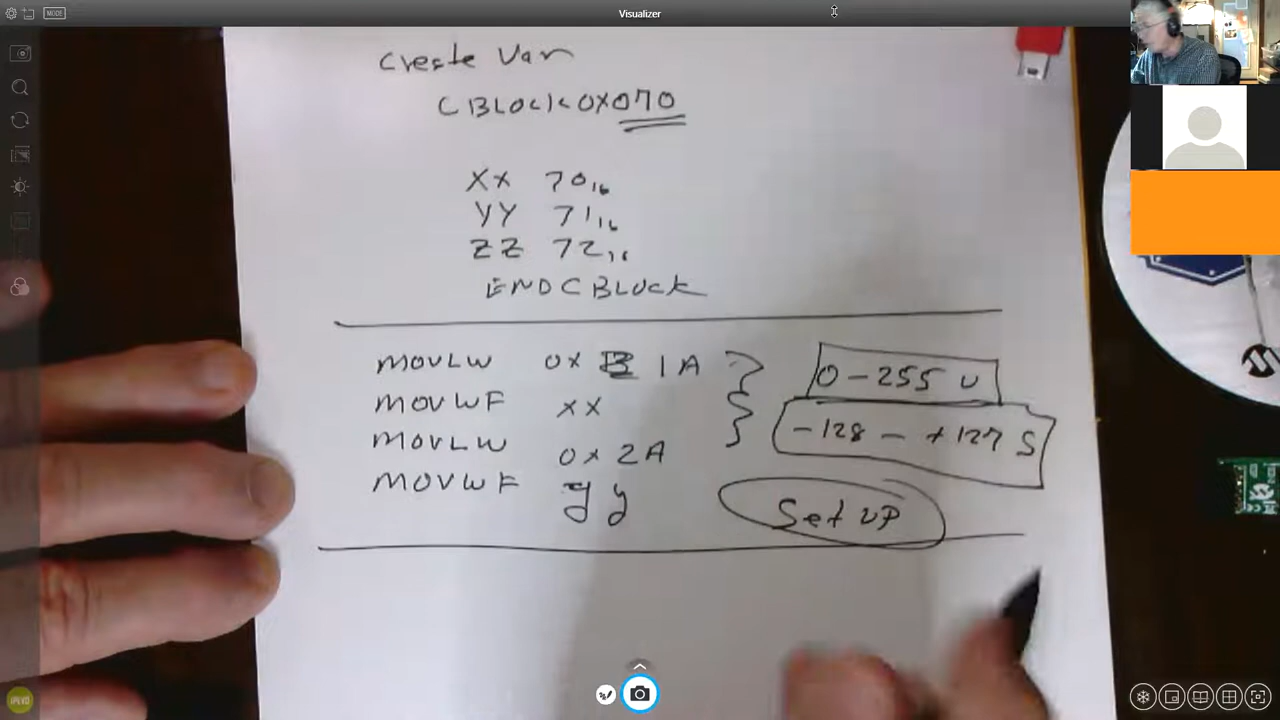 MODE
Visualizer
Create Var
CBLOCK 0X070
XX 70₁₆
YY 71₁₆
ZZ 72₁₆
ENDCBLOCK
MOVLW 0X 1A } 0-255 U
MOVWF XX
MOVLW 0X 2A } -128 - +127 S
MOVWF yy
Set UP